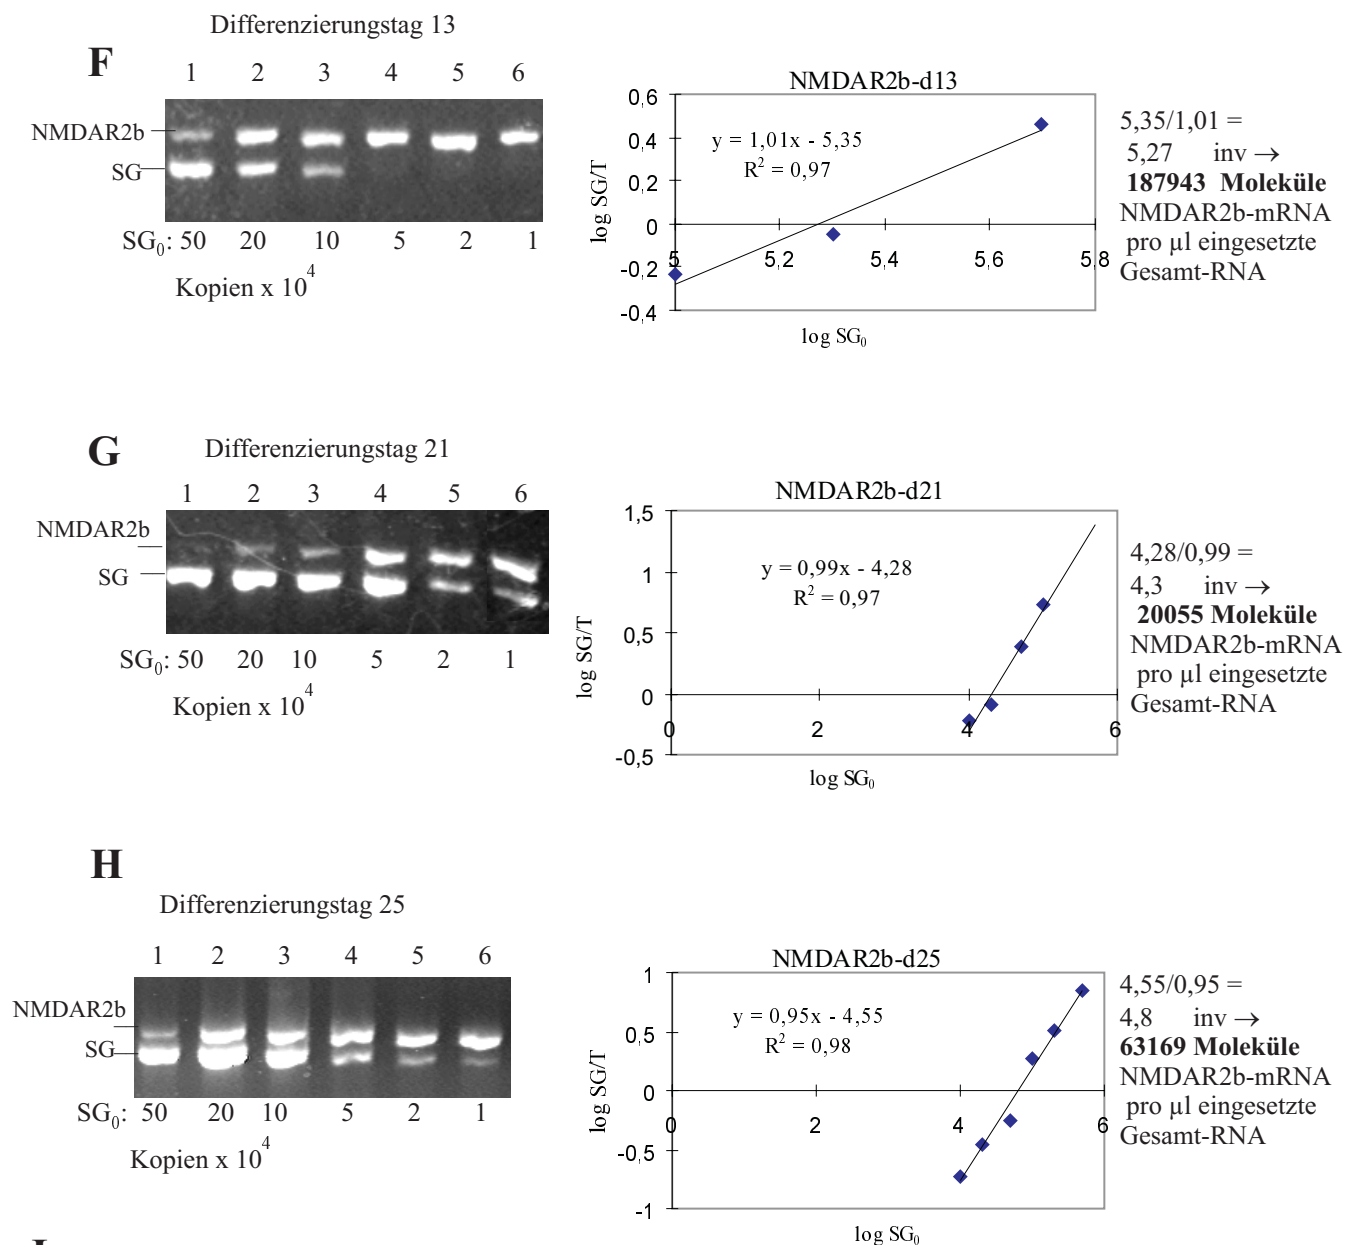 Differenzierungstag 13
F
1 2 3 4 5 6
NMDAR2b
SG
SG₀: 50 20 10 5 2 1
Kopien x 10⁴
NMDAR2b-d13
0,6
0,4
0,2
0
-0,2
-0,4
y = 1,01x - 5,35
R² = 0,97
log SG/T
5 5,2 5,4 5,6 5,8
log SG₀
5,35/1,01 =
5,27 inv →
187943 Moleküle
NMDAR2b-mRNA
pro µl eingesetzte
Gesamt-RNA
G
Differenzierungstag 21
1 2 3 4 5 6
NMDAR2b
SG
SG₀: 50 20 10 5 2 1
Kopien x 10⁴
NMDAR2b-d21
1,5
1
0,5
0
-0,5
y = 0,99x - 4,28
R² = 0,97
log SG/T
0 2 4 6
log SG₀
4,28/0,99 =
4,3 inv →
20055 Moleküle
NMDAR2b-mRNA
pro µl eingesetzte
Gesamt-RNA
H
Differenzierungstag 25
1 2 3 4 5 6
NMDAR2b
SG
SG₀: 50 20 10 5 2 1
Kopien x 10⁴
NMDAR2b-d25
1
0,5
0
-0,5
-1
y = 0,95x - 4,55
R² = 0,98
log SG/T
0 2 4 6
log SG₀
4,55/0,95 =
4,8 inv →
63169 Moleküle
NMDAR2b-mRNA
pro µl eingesetzte
Gesamt-RNA